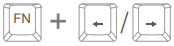 FN + ← / →